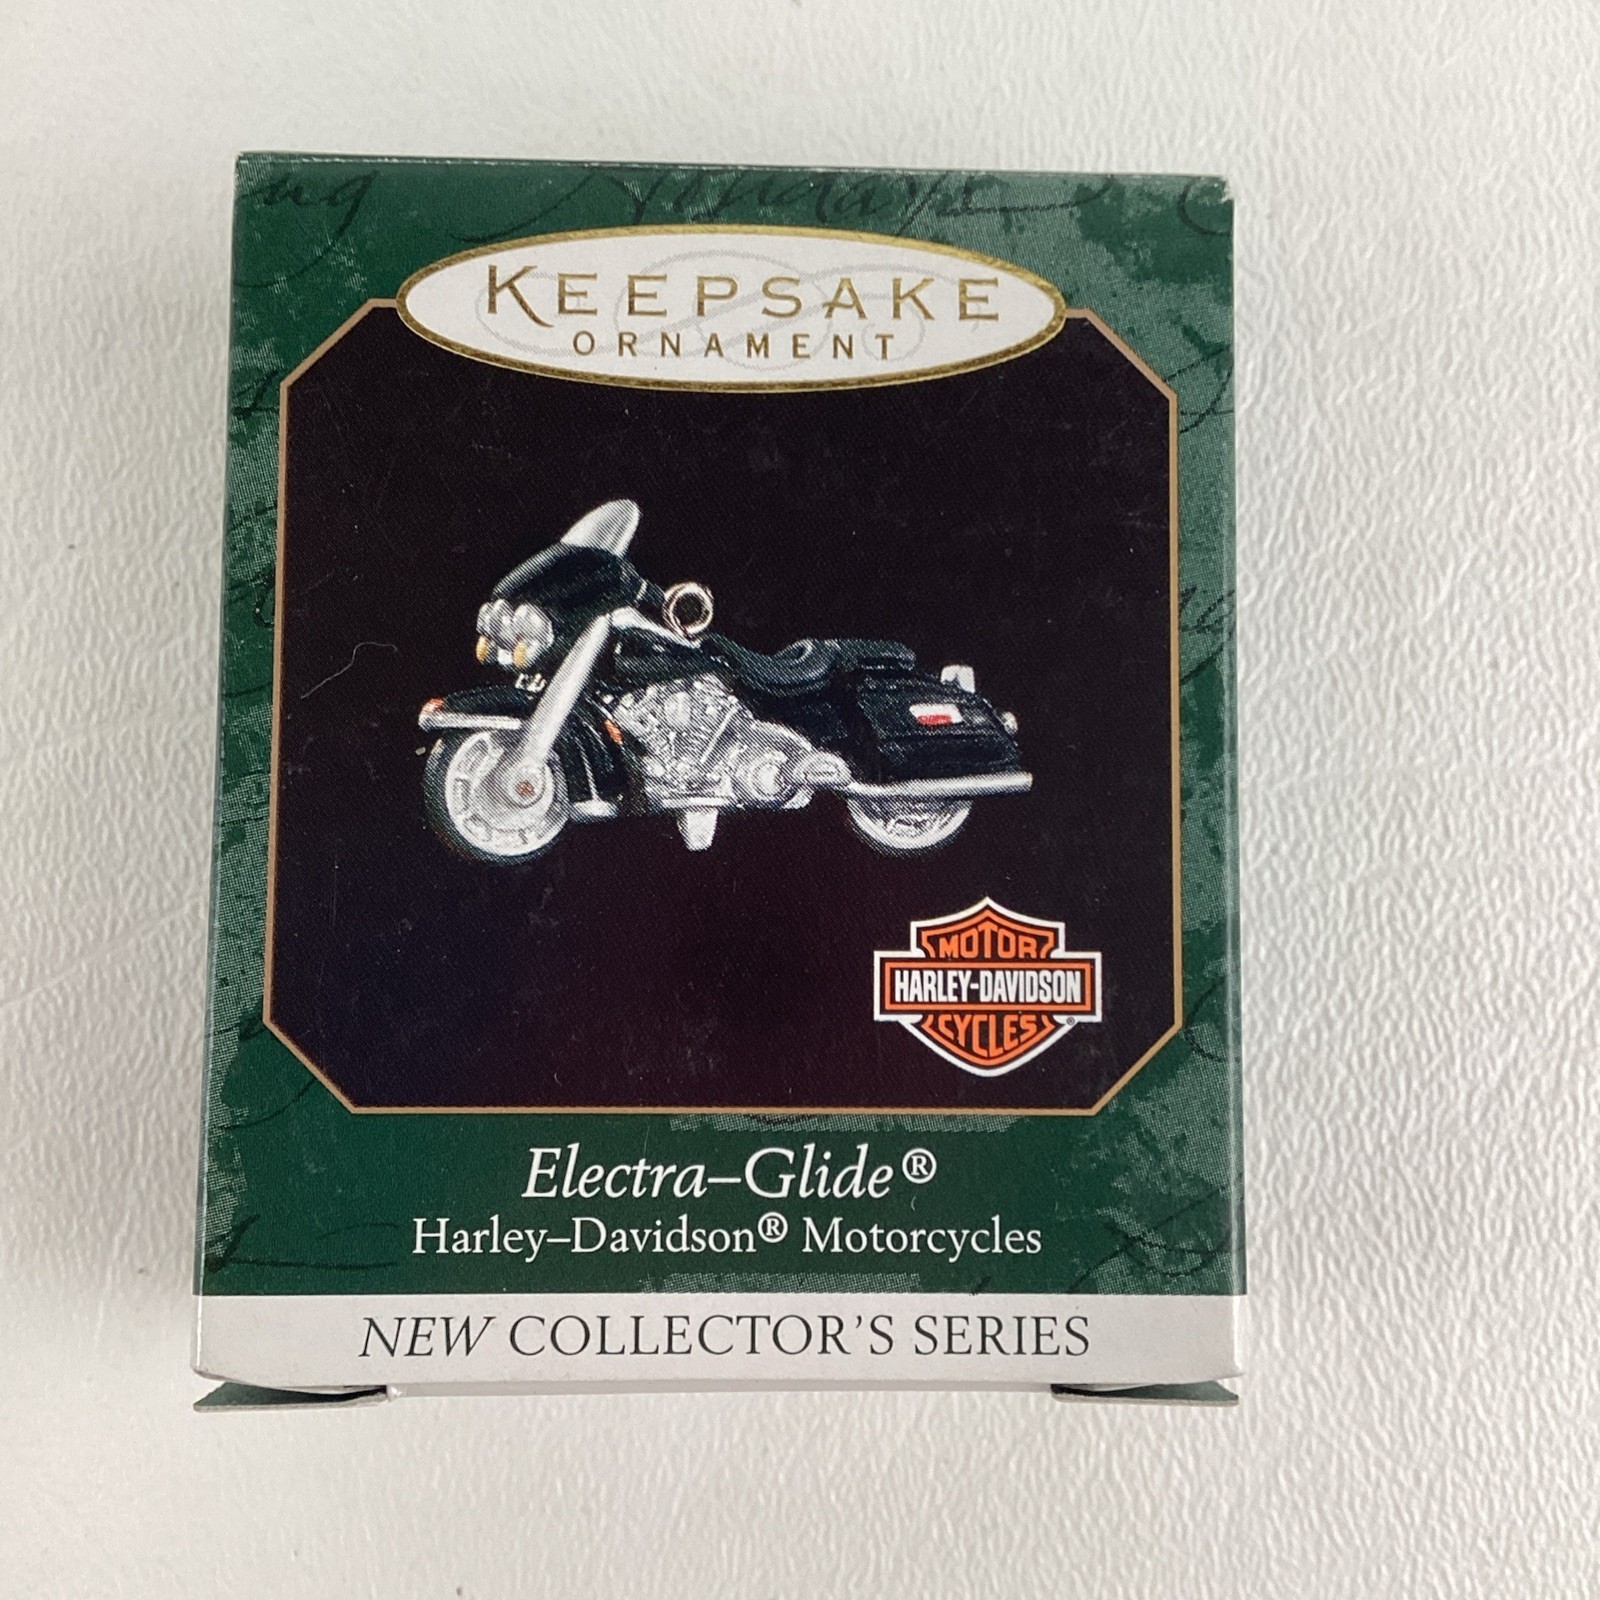 KEEPSAKE
ORNAMENT
MOTOR
HARLEY-DAVIDSON
CYCLES®
Electra–Glide®
Harley–Davidson® Motorcycles
NEW COLLECTOR'S SERIES